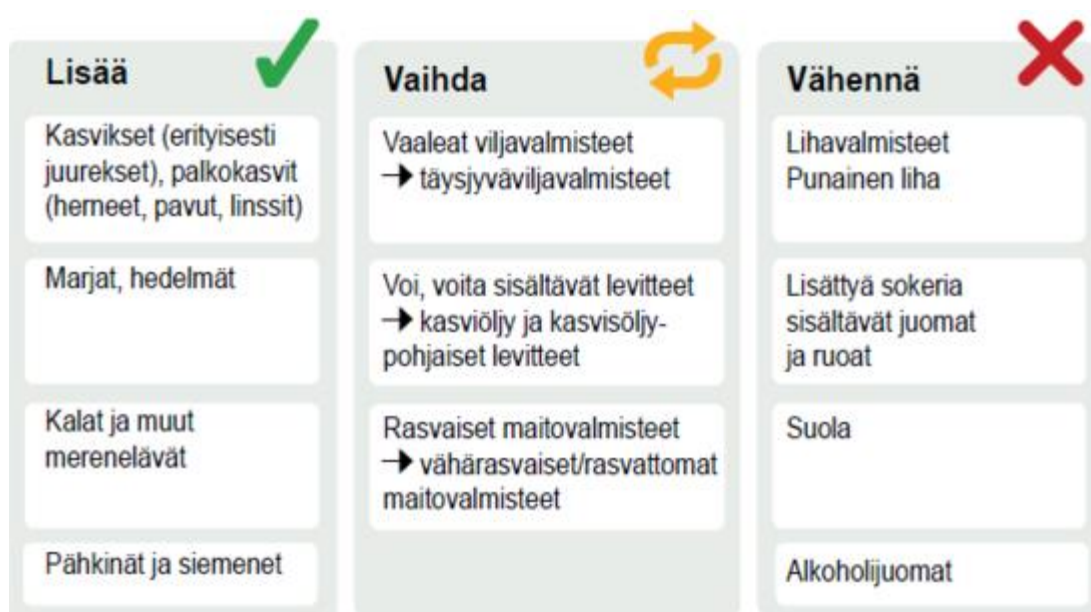 Lisää
Kasvikset (erityisesti
juurekset), palkokasvit
(herneet, pavut, linssit)
Marjat, hedelmät
Kalat ja muut
merenelävät
Pähkinät ja siemenet
Vaihda
Vaaleat viljavalmisteet
→ täysjyväviljavalmisteet
Voi, voita sisältävät levitteet
→ kasviöljy ja kasvisöljy-
pohjaiset levitteet
Rasvaiset maitovalmisteet
→ vähärasvaiset/rasvattomat
maitovalmisteet
Vähennä
Lihavalmisteet
Punainen liha
Lisättyä sokeria
sisältävät juomat
ja ruoat
Suola
Alkoholijuomat